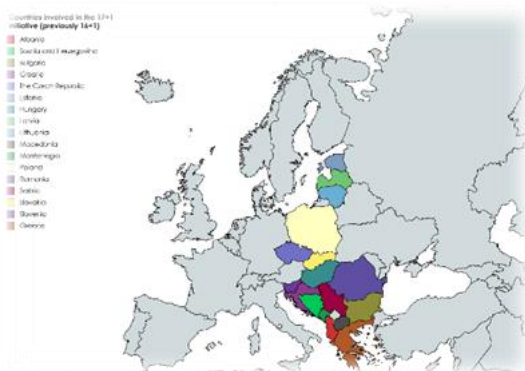 Countries involved in the 17+1
initiative (previously 16+1)
Albania
Bosnia and Herzegovina
Bulgaria
Croatia
The Czech Republic
Estonia
Hungary
Latvia
Lithuania
Macedonia
Montenegro
Poland
Romania
Serbia
Slovakia
Slovenia
Greece